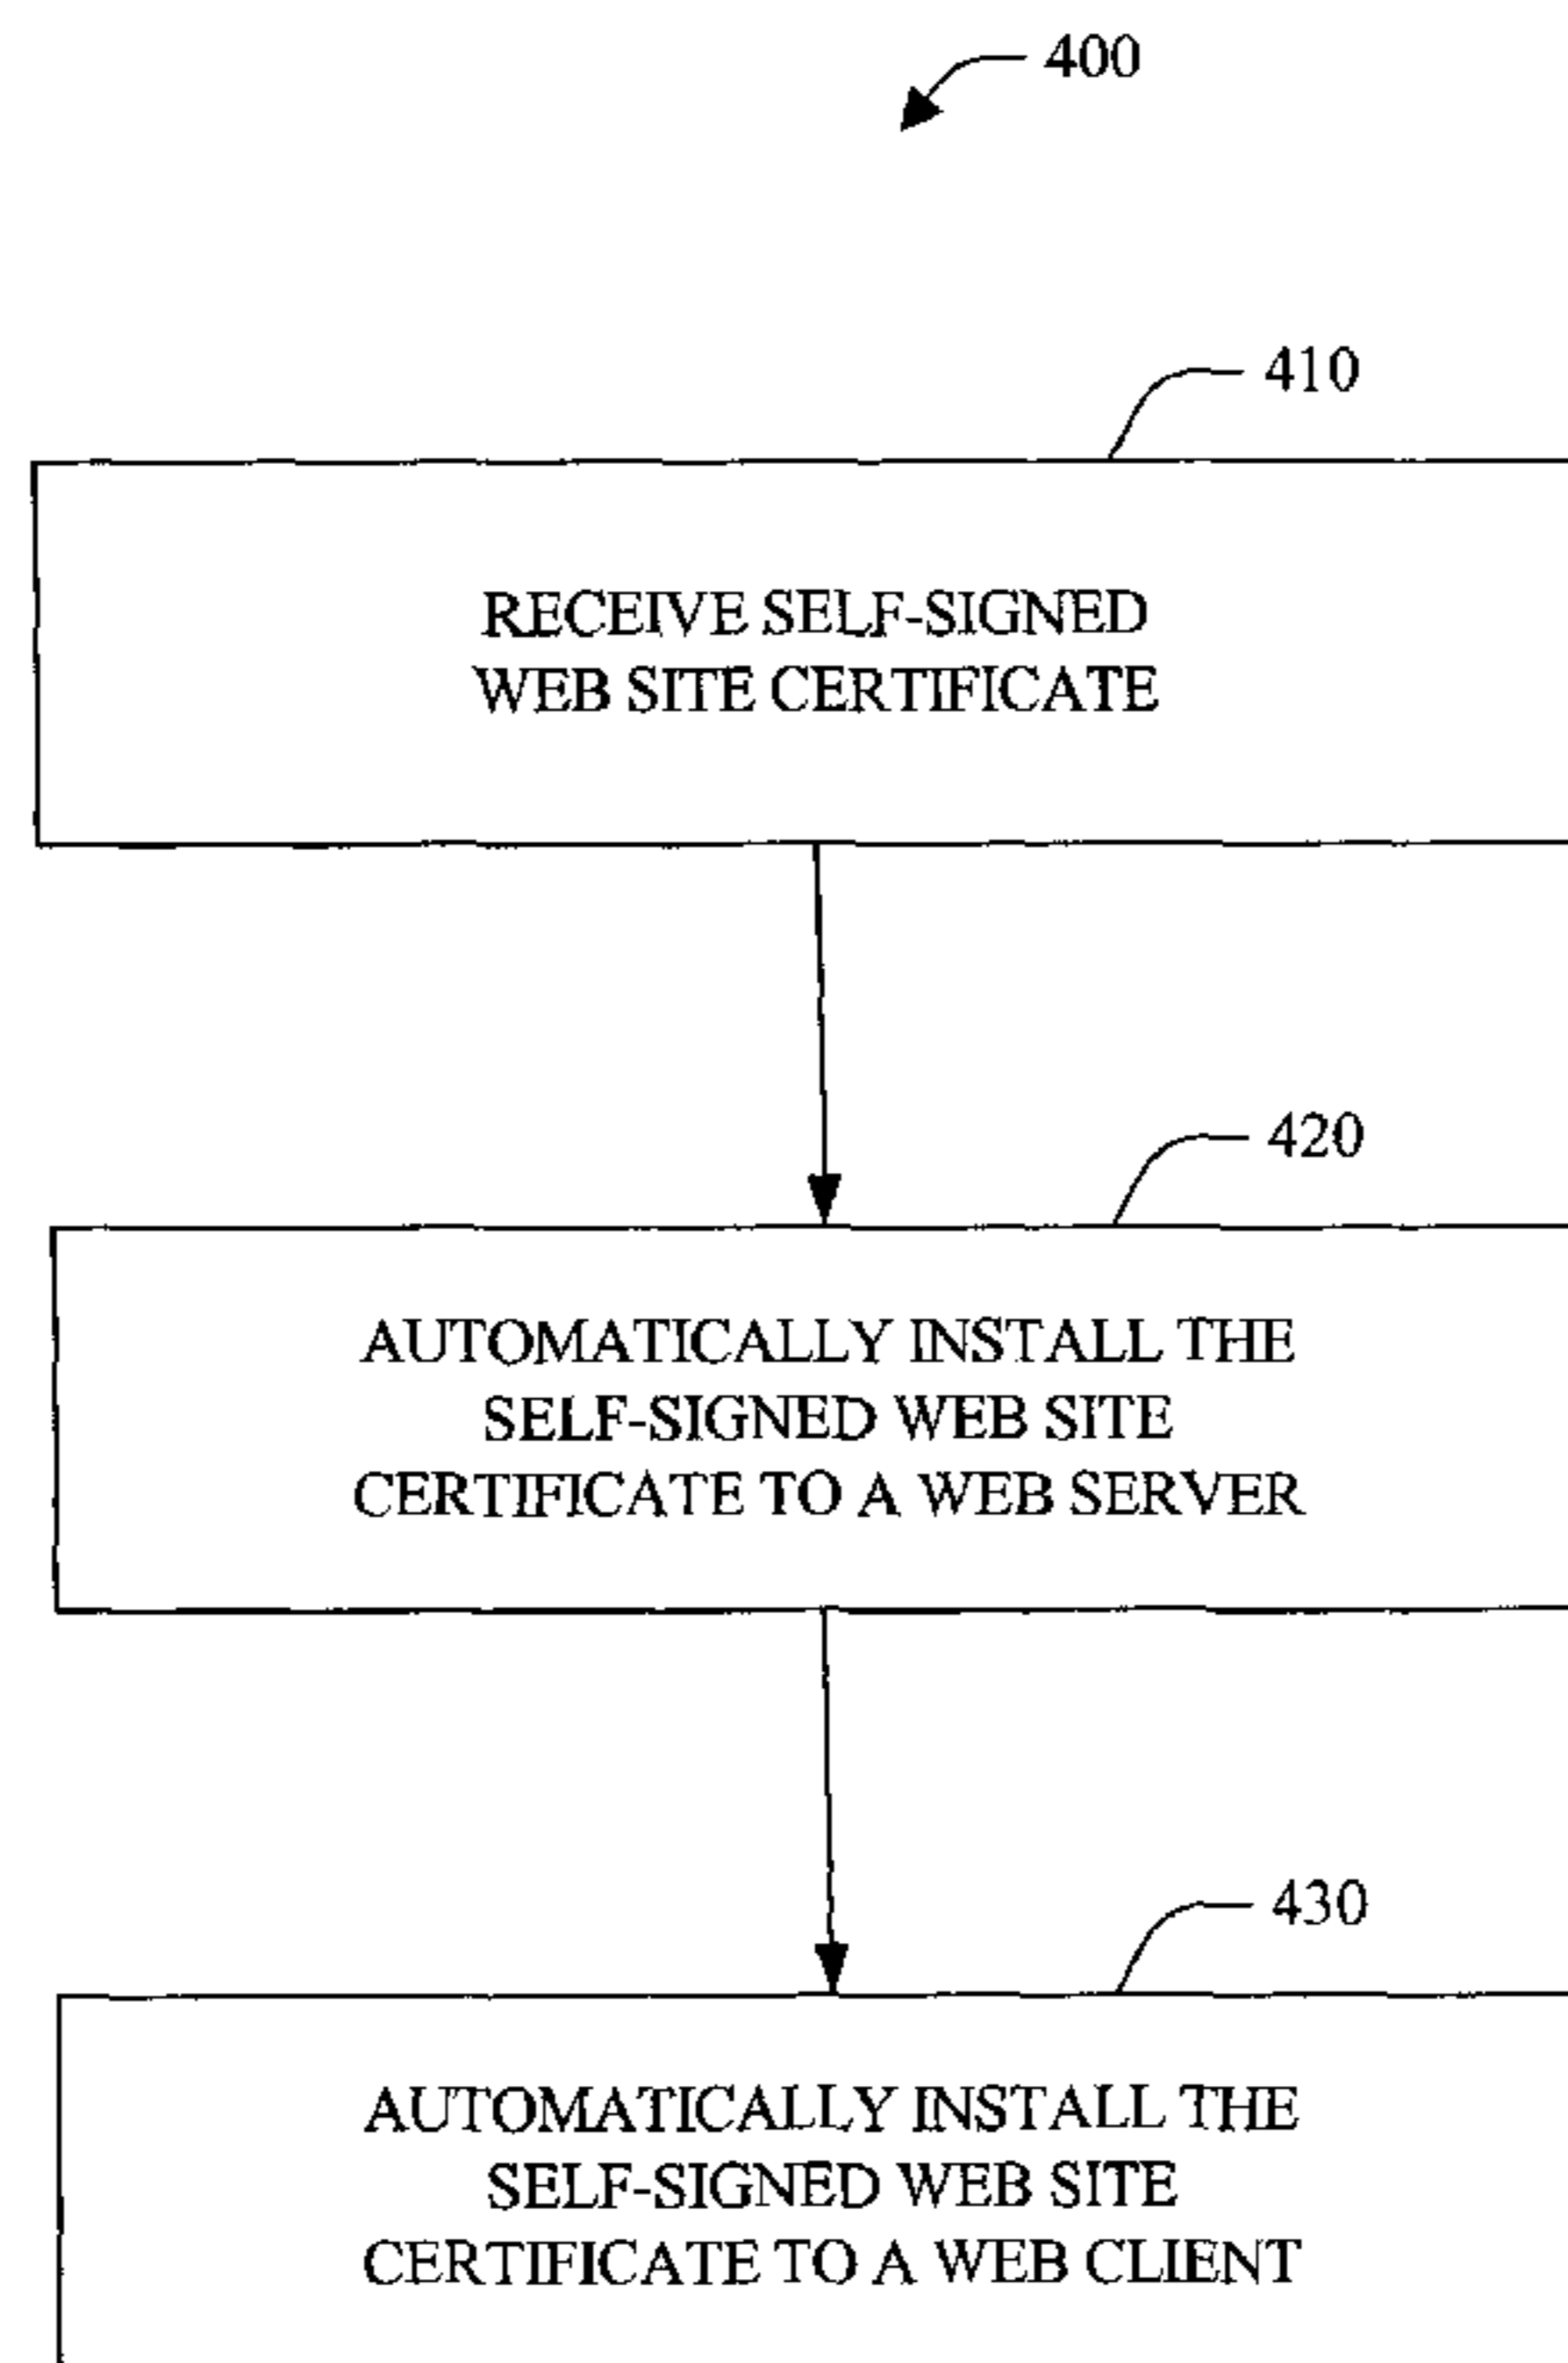 400
410
RECEIVE SELF-SIGNED
WEB SITE CERTIFICATE
420
AUTOMATICALLY INSTALL THE
SELF-SIGNED WEB SITE
CERTIFICATE TO A WEB SERVER
430
AUTOMATICALLY INSTALL THE
SELF-SIGNED WEB SITE
CERTIFICATE TO A WEB CLIENT